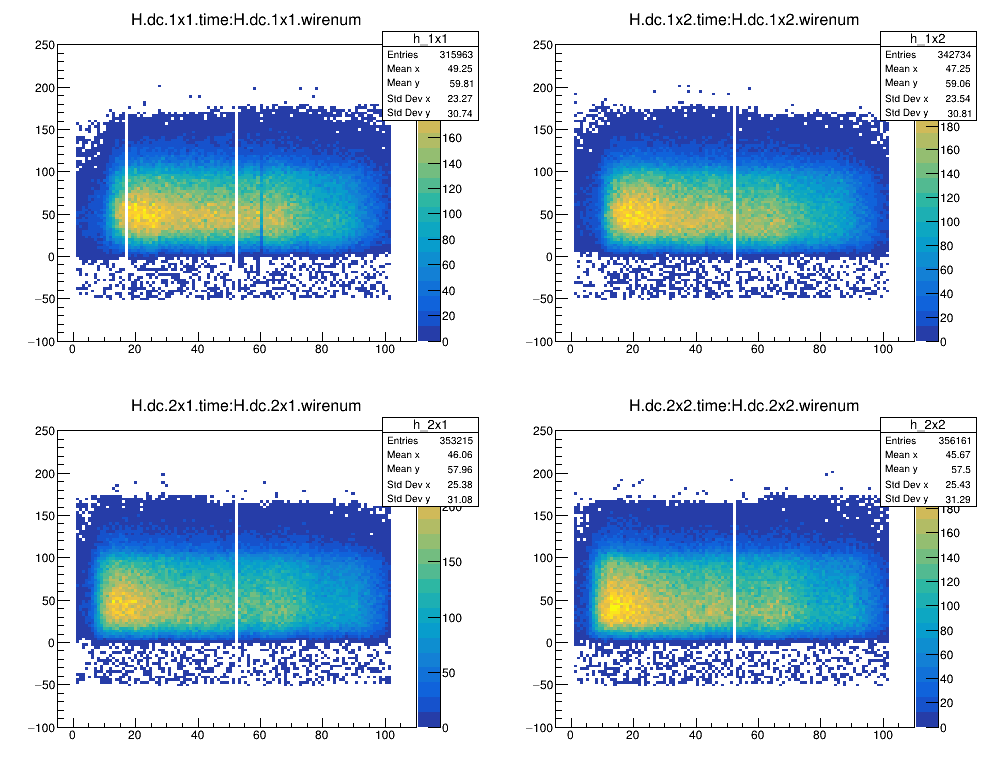 H.dc.1x1.time:H.dc.1x1.wirenum
h_1x1
Entries 315963
Mean x 49.25
Mean y 59.81
Std Dev x 23.27
Std Dev y 30.74
250
200
150
100
50
0
−50
−100
0 20 40 60 80 100
160
140
120
100
80
60
40
20
0
H.dc.1x2.time:H.dc.1x2.wirenum
h_1x2
Entries 342734
Mean x 47.25
Mean y 59.06
Std Dev x 23.54
Std Dev y 30.81
250
200
150
100
50
0
−50
−100
0 20 40 60 80 100
180
160
140
120
100
80
60
40
20
0
H.dc.2x1.time:H.dc.2x1.wirenum
h_2x1
Entries 353215
Mean x 46.06
Mean y 57.96
Std Dev x 25.38
Std Dev y 31.08
250
200
150
100
50
0
−50
−100
0 20 40 60 80 100
200
150
100
50
0
H.dc.2x2.time:H.dc.2x2.wirenum
h_2x2
Entries 356161
Mean x 45.67
Mean y 57.5
Std Dev x 25.43
Std Dev y 31.29
250
200
150
100
50
0
−50
−100
0 20 40 60 80 100
180
160
140
120
100
80
60
40
20
0